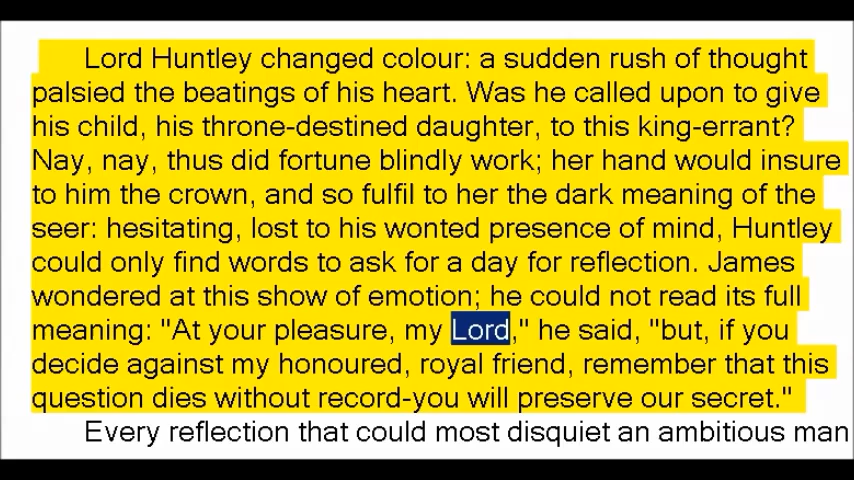 Lord Huntley changed colour: a sudden rush of thought
palsied the beatings of his heart. Was he called upon to give
his child, his throne-destined daughter, to this king-errant?
Nay, nay, thus did fortune blindly work; her hand would insure
to him the crown, and so fulfil to her the dark meaning of the
seer: hesitating, lost to his wonted presence of mind, Huntley
could only find words to ask for a day for reflection. James
wondered at this show of emotion; he could not read its full
meaning: "At your pleasure, my Lord," he said, "but, if you
decide against my honoured, royal friend, remember that this
question dies without record-you will preserve our secret."
Every reflection that could most disquiet an ambitious man